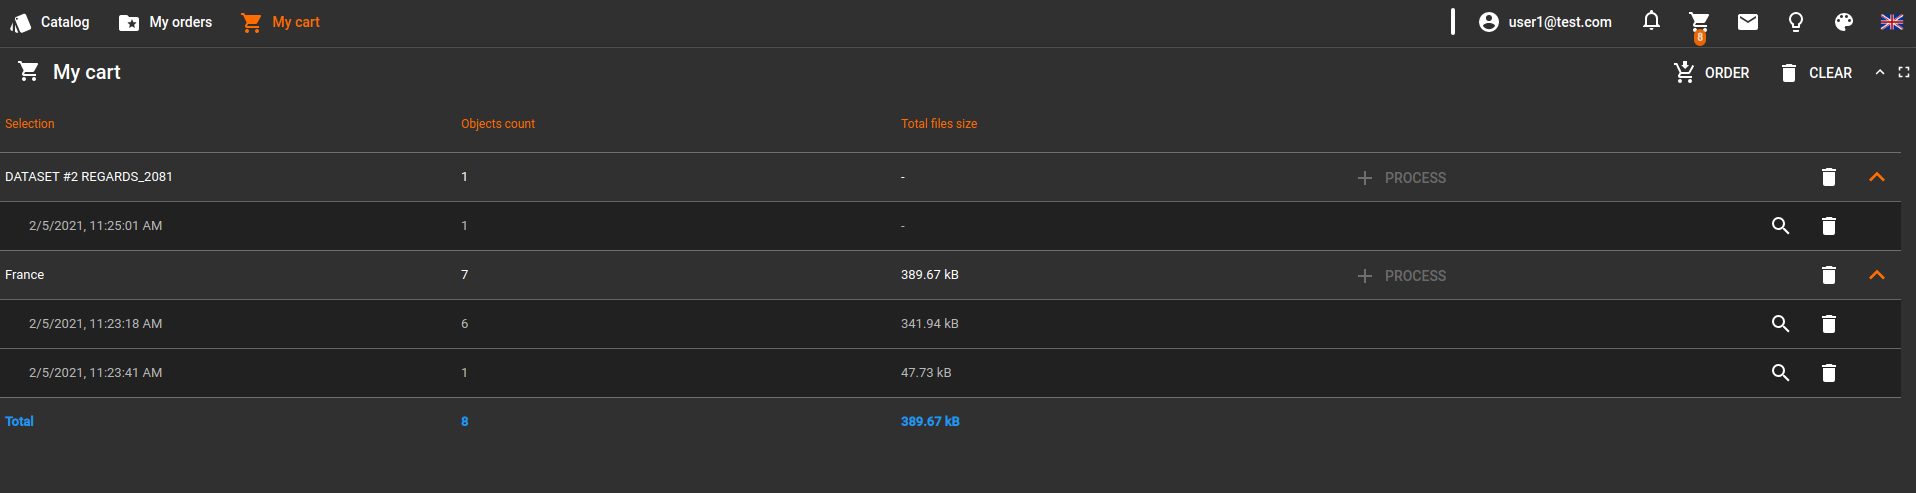 Catalog My orders My cart user1@test.com 8
My cart ORDER CLEAR
Selection Objects count Total files size
DATASET #2 REGARDS_2081 1 - PROCESS
2/5/2021, 11:25:01 AM 1 -
France 7 389.67 kB PROCESS
2/5/2021, 11:23:18 AM 6 341.94 kB
2/5/2021, 11:23:41 AM 1 47.73 kB
Total 8 389.67 kB